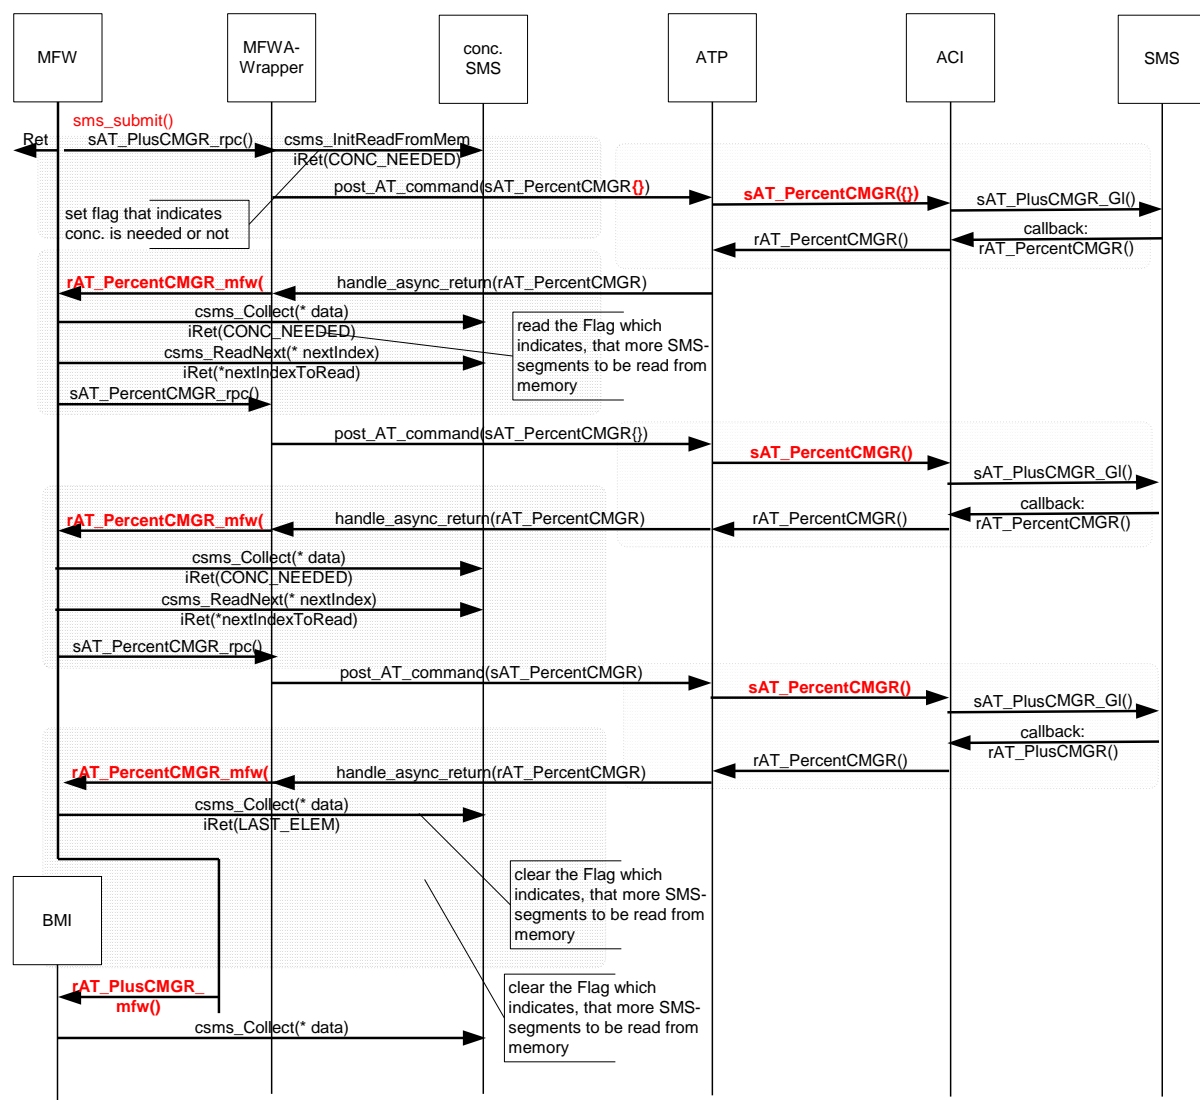 MFW
MFWA-
Wrapper
conc.
SMS
ATP
ACI
SMS
sms_submit()
Ret
sAT_PlusCMGR_rpc()
csms_InitReadFromMem
iRet(CONC_NEEDED)
post_AT_command(sAT_PercentCMGR{})
sAT_PercentCMGR({})
sAT_PlusCMGR_Gl()
set flag that indicates
conc. is needed or not
callback:
rAT_PercentCMGR()
rAT_PercentCMGR()
rAT_PercentCMGR_mfw(
handle_async_return(rAT_PercentCMGR)
csms_Collect(* data)
iRet(CONC_NEEDED)
read the Flag which
indicates, that more SMS-
segments to be read from
memory
csms_ReadNext(* nextIndex)
iRet(*nextIndexToRead)
sAT_PercentCMGR_rpc()
post_AT_command(sAT_PercentCMGR{})
sAT_PercentCMGR()
sAT_PlusCMGR_Gl()
callback:
rAT_PercentCMGR()
rAT_PercentCMGR_mfw(
handle_async_return(rAT_PercentCMGR)
rAT_PercentCMGR()
csms_Collect(* data)
iRet(CONC_NEEDED)
csms_ReadNext(* nextIndex)
iRet(*nextIndexToRead)
sAT_PercentCMGR_rpc()
post_AT_command(sAT_PercentCMGR)
sAT_PercentCMGR()
sAT_PlusCMGR_Gl()
callback:
rAT_PlusCMGR()
rAT_PercentCMGR_mfw(
handle_async_return(rAT_PercentCMGR)
rAT_PercentCMGR()
csms_Collect(* data)
iRet(LAST_ELEM)
clear the Flag which
indicates, that more SMS-
segments to be read from
memory
BMI
rAT_PlusCMGR_
mfw()
clear the Flag which
indicates, that more SMS-
segments to be read from
memory
csms_Collect(* data)